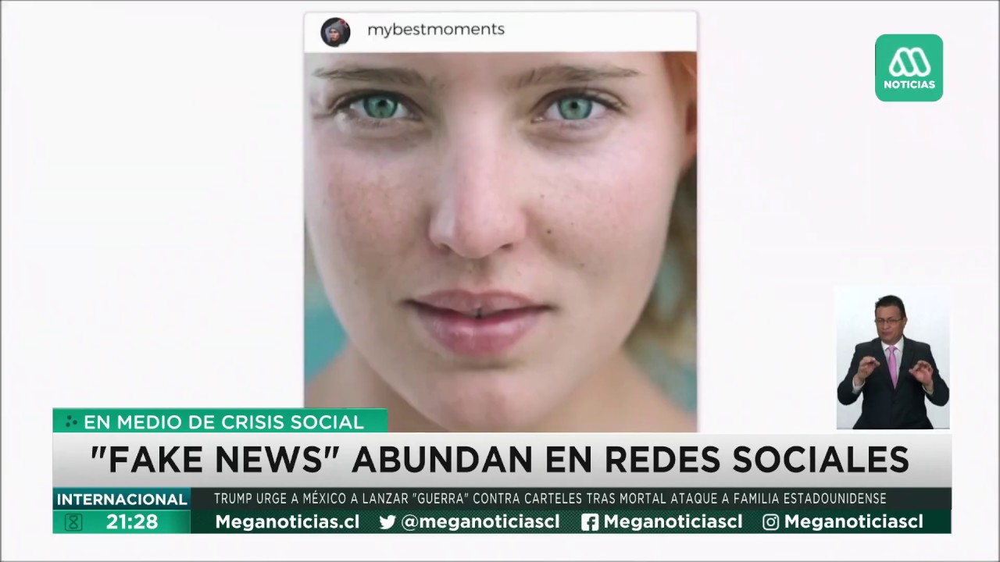 mybestmoments
NOTICIAS
EN MEDIO DE CRISIS SOCIAL
"FAKE NEWS" ABUNDAN EN REDES SOCIALES
INTERNACIONAL
TRUMP URGE A MÉXICO A LANZAR "GUERRA" CONTRA CARTELES TRAS MORTAL ATAQUE A FAMILIA ESTADOUNIDENSE
21:28
Meganoticias.cl @meganoticiascl Meganoticiascl Meganoticiascl